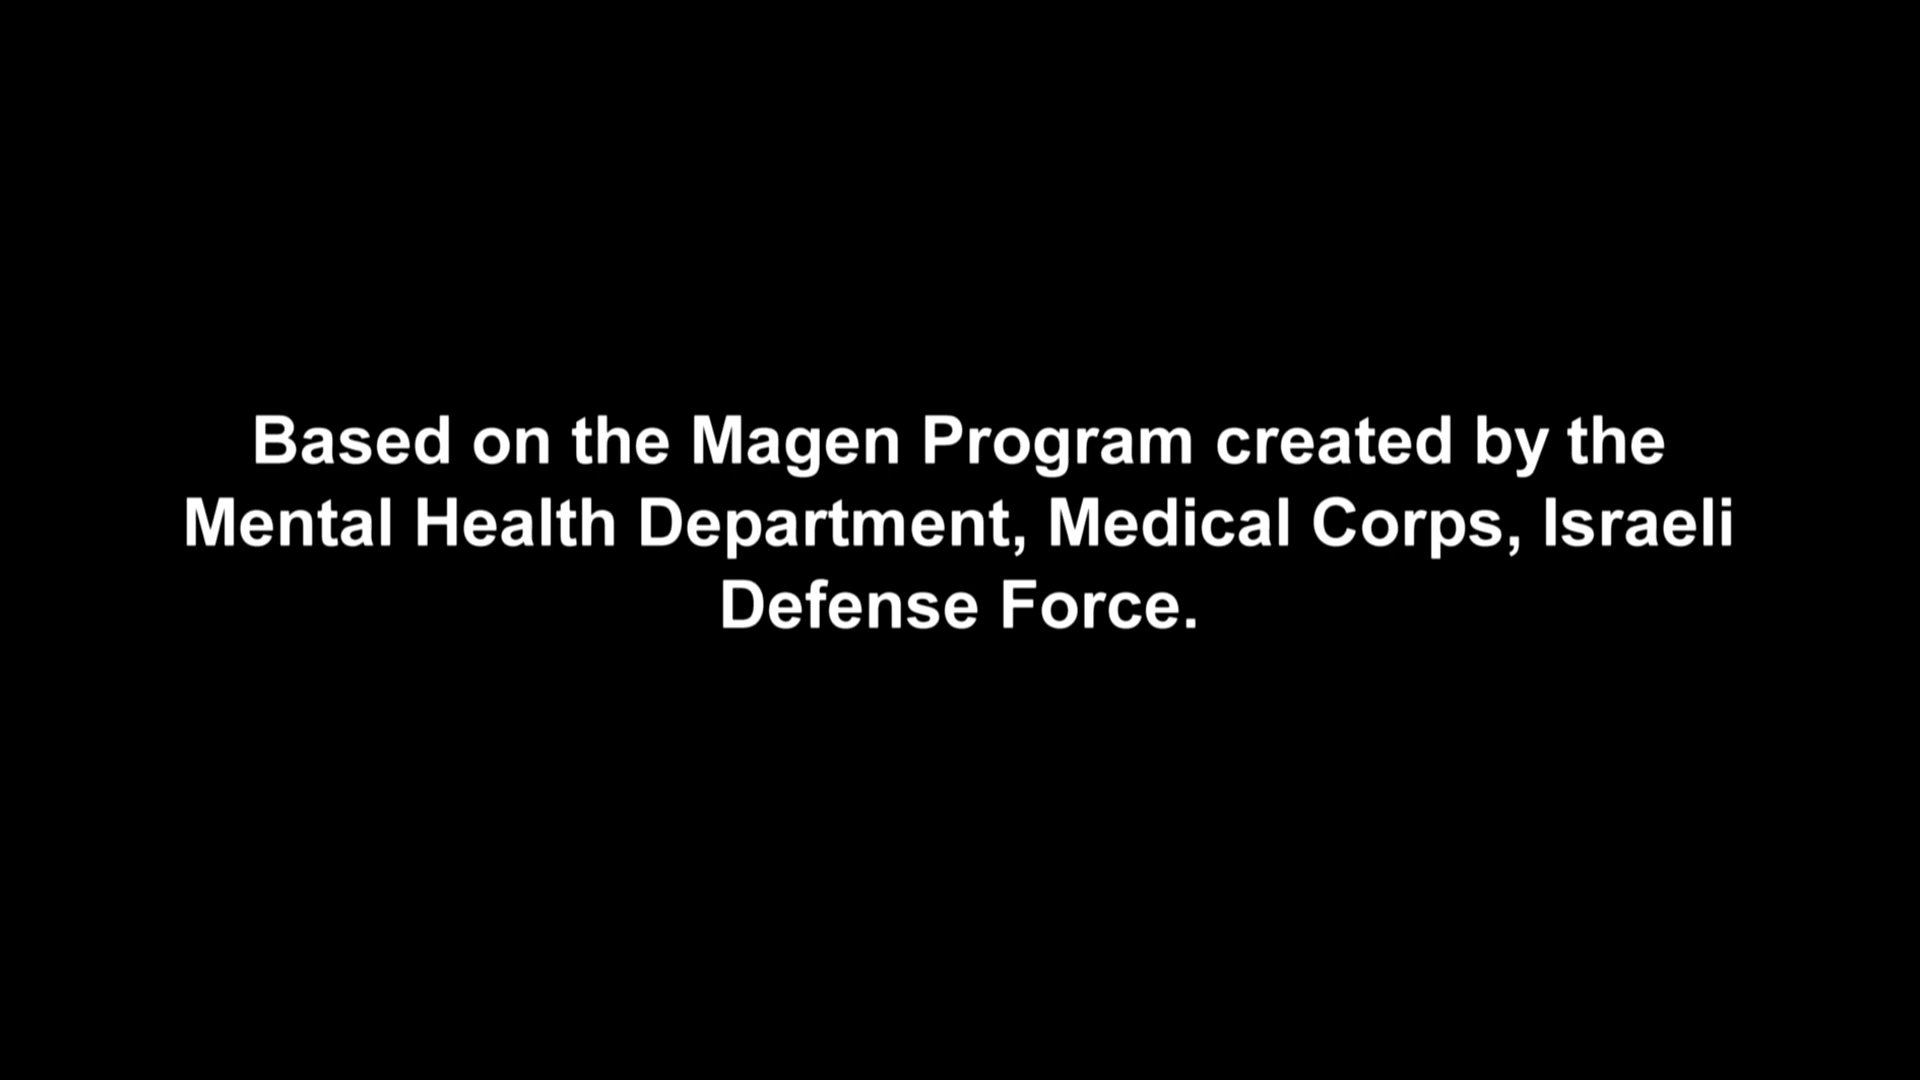 Based on the Magen Program created by the
Mental Health Department, Medical Corps, Israeli
Defense Force.